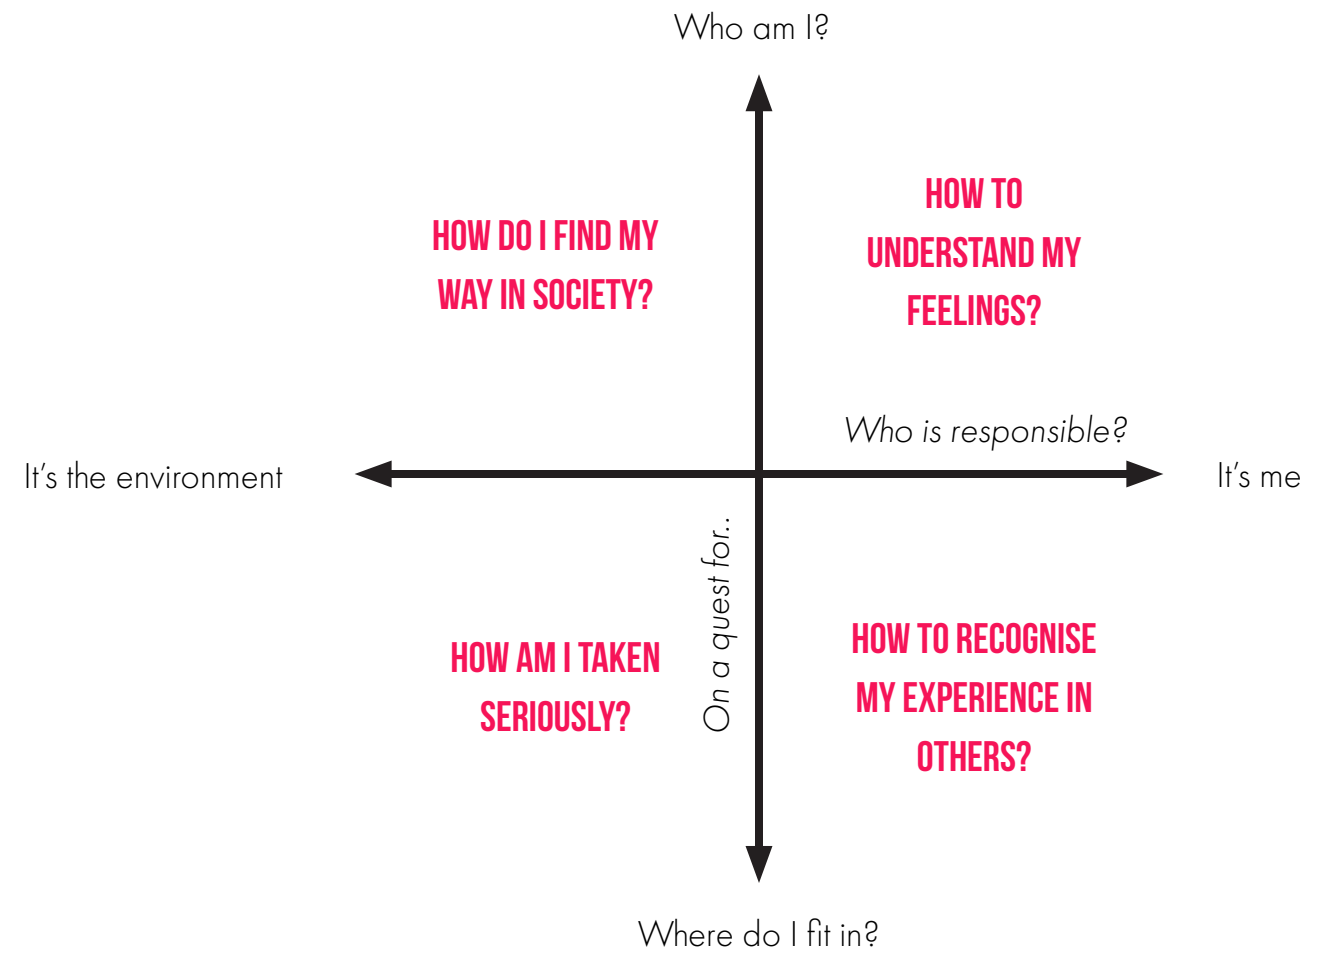 Who am I?
HOW DO I FIND MY
WAY IN SOCIETY?
HOW TO
UNDERSTAND MY
FEELINGS?
Who is responsible?
It's the environment
It's me
On a quest for..
HOW AM I TAKEN
SERIOUSLY?
HOW TO RECOGNISE
MY EXPERIENCE IN
OTHERS?
Where do I fit in?